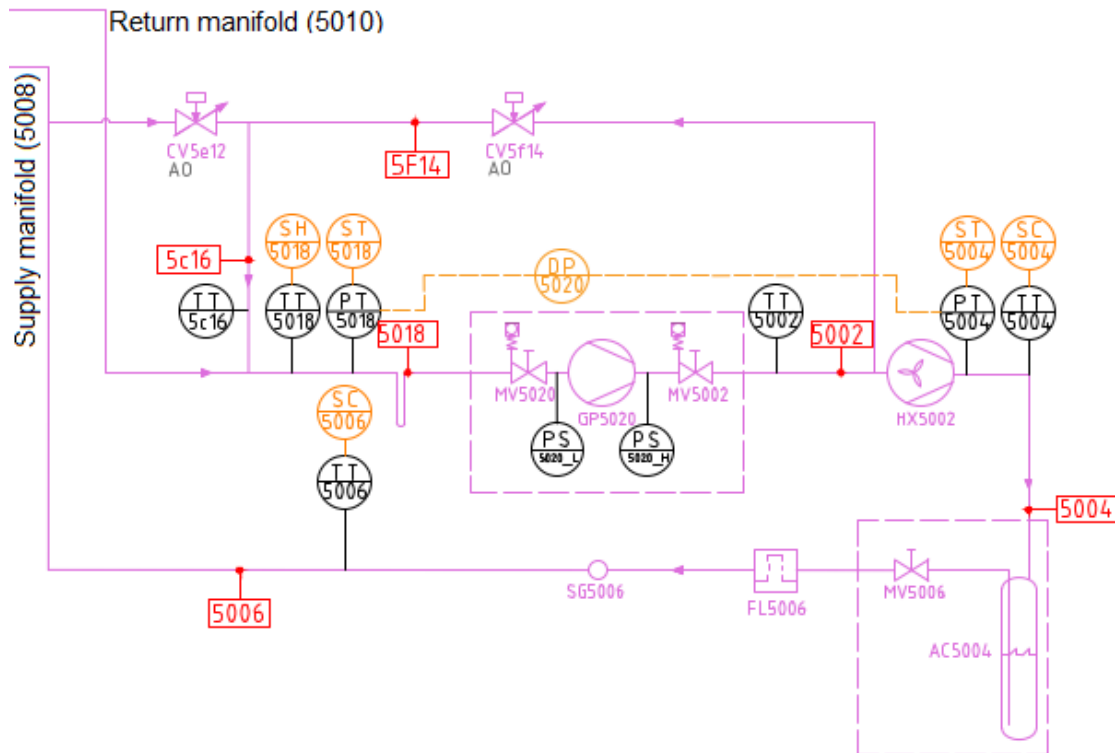 Return manifold (5010)
Supply manifold (5008)
CV5e12
AO
5F14
CV5f14
AO
SH
5018
ST
5018
DP
5020
ST
5004
SC
5004
5c16
TT
5c16
TT
5018
PT
5018
5018
TT
5002
5002
PT
5004
TT
5004
MV5020
GP5020
MV5002
HX5002
SC
5006
PS
5020_L
PS
5020_H
TT
5006
5004
SG5006
FL5006
MV5006
5006
AC5004